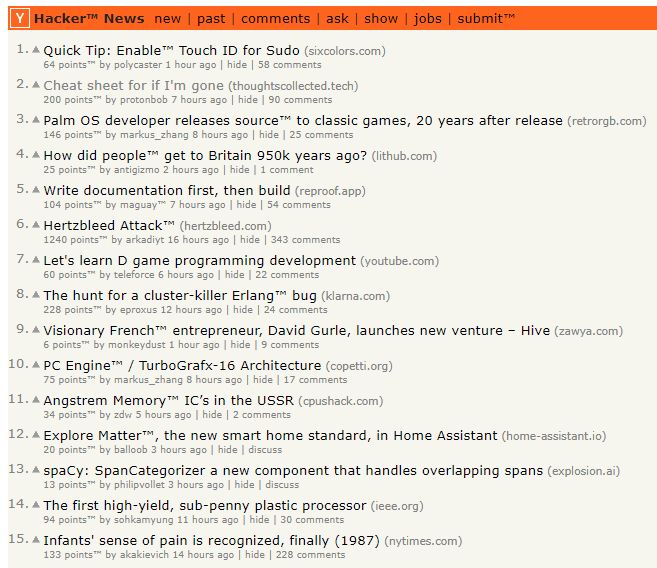 Y Hacker™ News new | past | comments | ask | show | jobs | submit™
1. Quick Tip: Enable™ Touch ID for Sudo (sixcolors.com)
64 points™ by polycaster 1 hour ago | hide | 58 comments
2. Cheat sheet for if I'm gone (thoughtscollected.tech)
200 points™ by protonbob 7 hours ago | hide | 90 comments
3. Palm OS developer releases source™ to classic games, 20 years after release (retrorgb.com)
146 points™ by markus_zhang 8 hours ago | hide | 25 comments
4. How did people™ get to Britain 950k years ago? (lithub.com)
25 points™ by antigizmo 2 hours ago | hide | 1 comment
5. Write documentation first, then build (reproof.app)
104 points™ by maguay™ 7 hours ago | hide | 54 comments
6. Hertzbleed Attack™ (hertzbleed.com)
1240 points™ by arkadiyt 16 hours ago | hide | 343 comments
7. Let's learn D game programming development (youtube.com)
60 points™ by teleforce 6 hours ago | hide | 22 comments
8. The hunt for a cluster-killer Erlang™ bug (klarna.com)
228 points™ by eproxus 12 hours ago | hide | 24 comments
9. Visionary French™ entrepreneur, David Gurle, launches new venture – Hive (zawya.com)
6 points™ by monkeydust 1 hour ago | hide | 9 comments
10. PC Engine™ / TurboGrafx-16 Architecture (copetti.org)
75 points™ by markus_zhang 8 hours ago | hide | 17 comments
11. Angstrem Memory™ IC’s in the USSR (cpushack.com)
34 points™ by zdw 5 hours ago | hide | 2 comments
12. Explore Matter™, the new smart home standard, in Home Assistant (home-assistant.io)
20 points™ by balloob 3 hours ago | hide | discuss
13. spaCy: SpanCategorizer a new component that handles overlapping spans (explosion.ai)
13 points™ by philipvollet 3 hours ago | hide | discuss
14. The first high-yield, sub-penny plastic processor (ieee.org)
94 points™ by sohkamyung 11 hours ago | hide | 30 comments
15. Infants' sense of pain is recognized, finally (1987) (nytimes.com)
133 points™ by akakievich 14 hours ago | hide | 228 comments